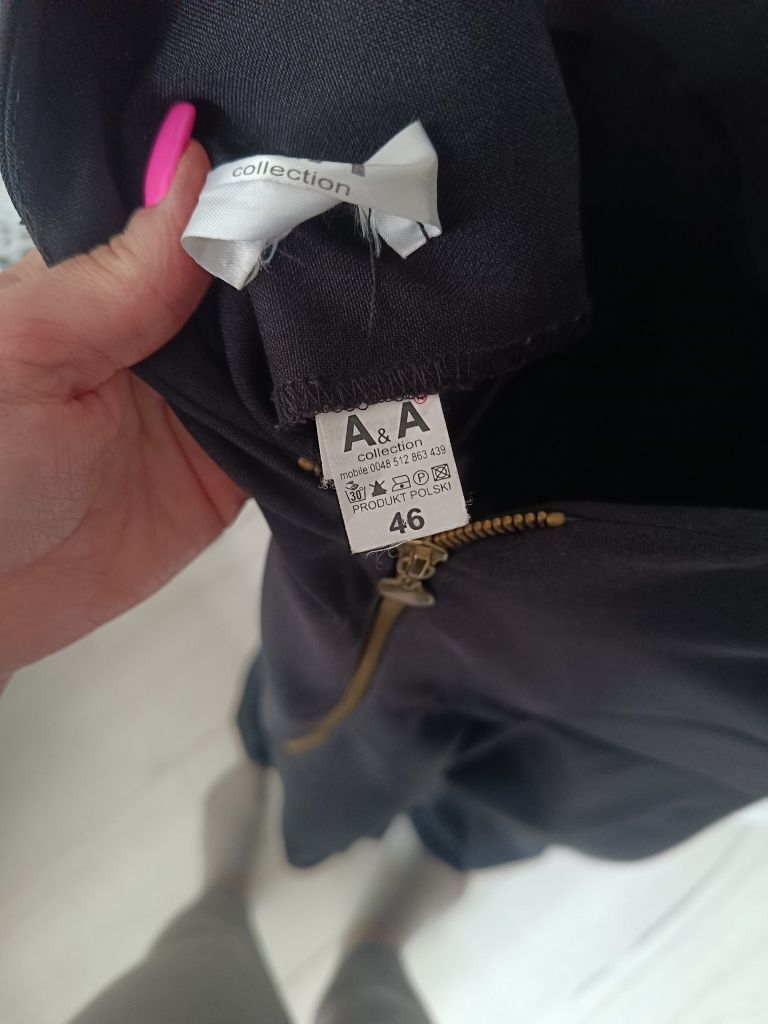 collection
A & A
collection
mobile:0048 512 863 439
30°
PRODUKT POLSKI
46